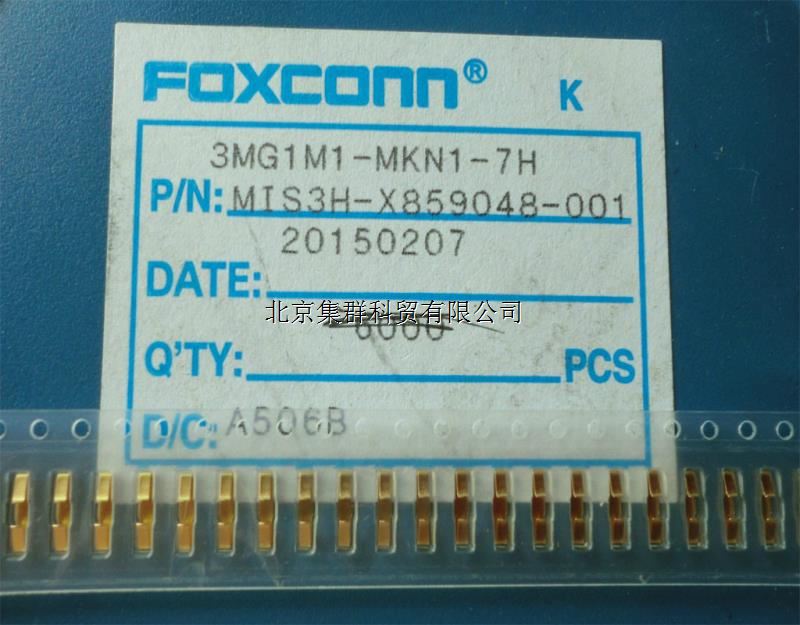 FOXCONN® K
3MG1M1-MKN1-7H
P/N: MIS3H-X859048-001
20150207
DATE:
北京集群科贸有限公司
6000
Q'TY: PCS
D/C: A506B